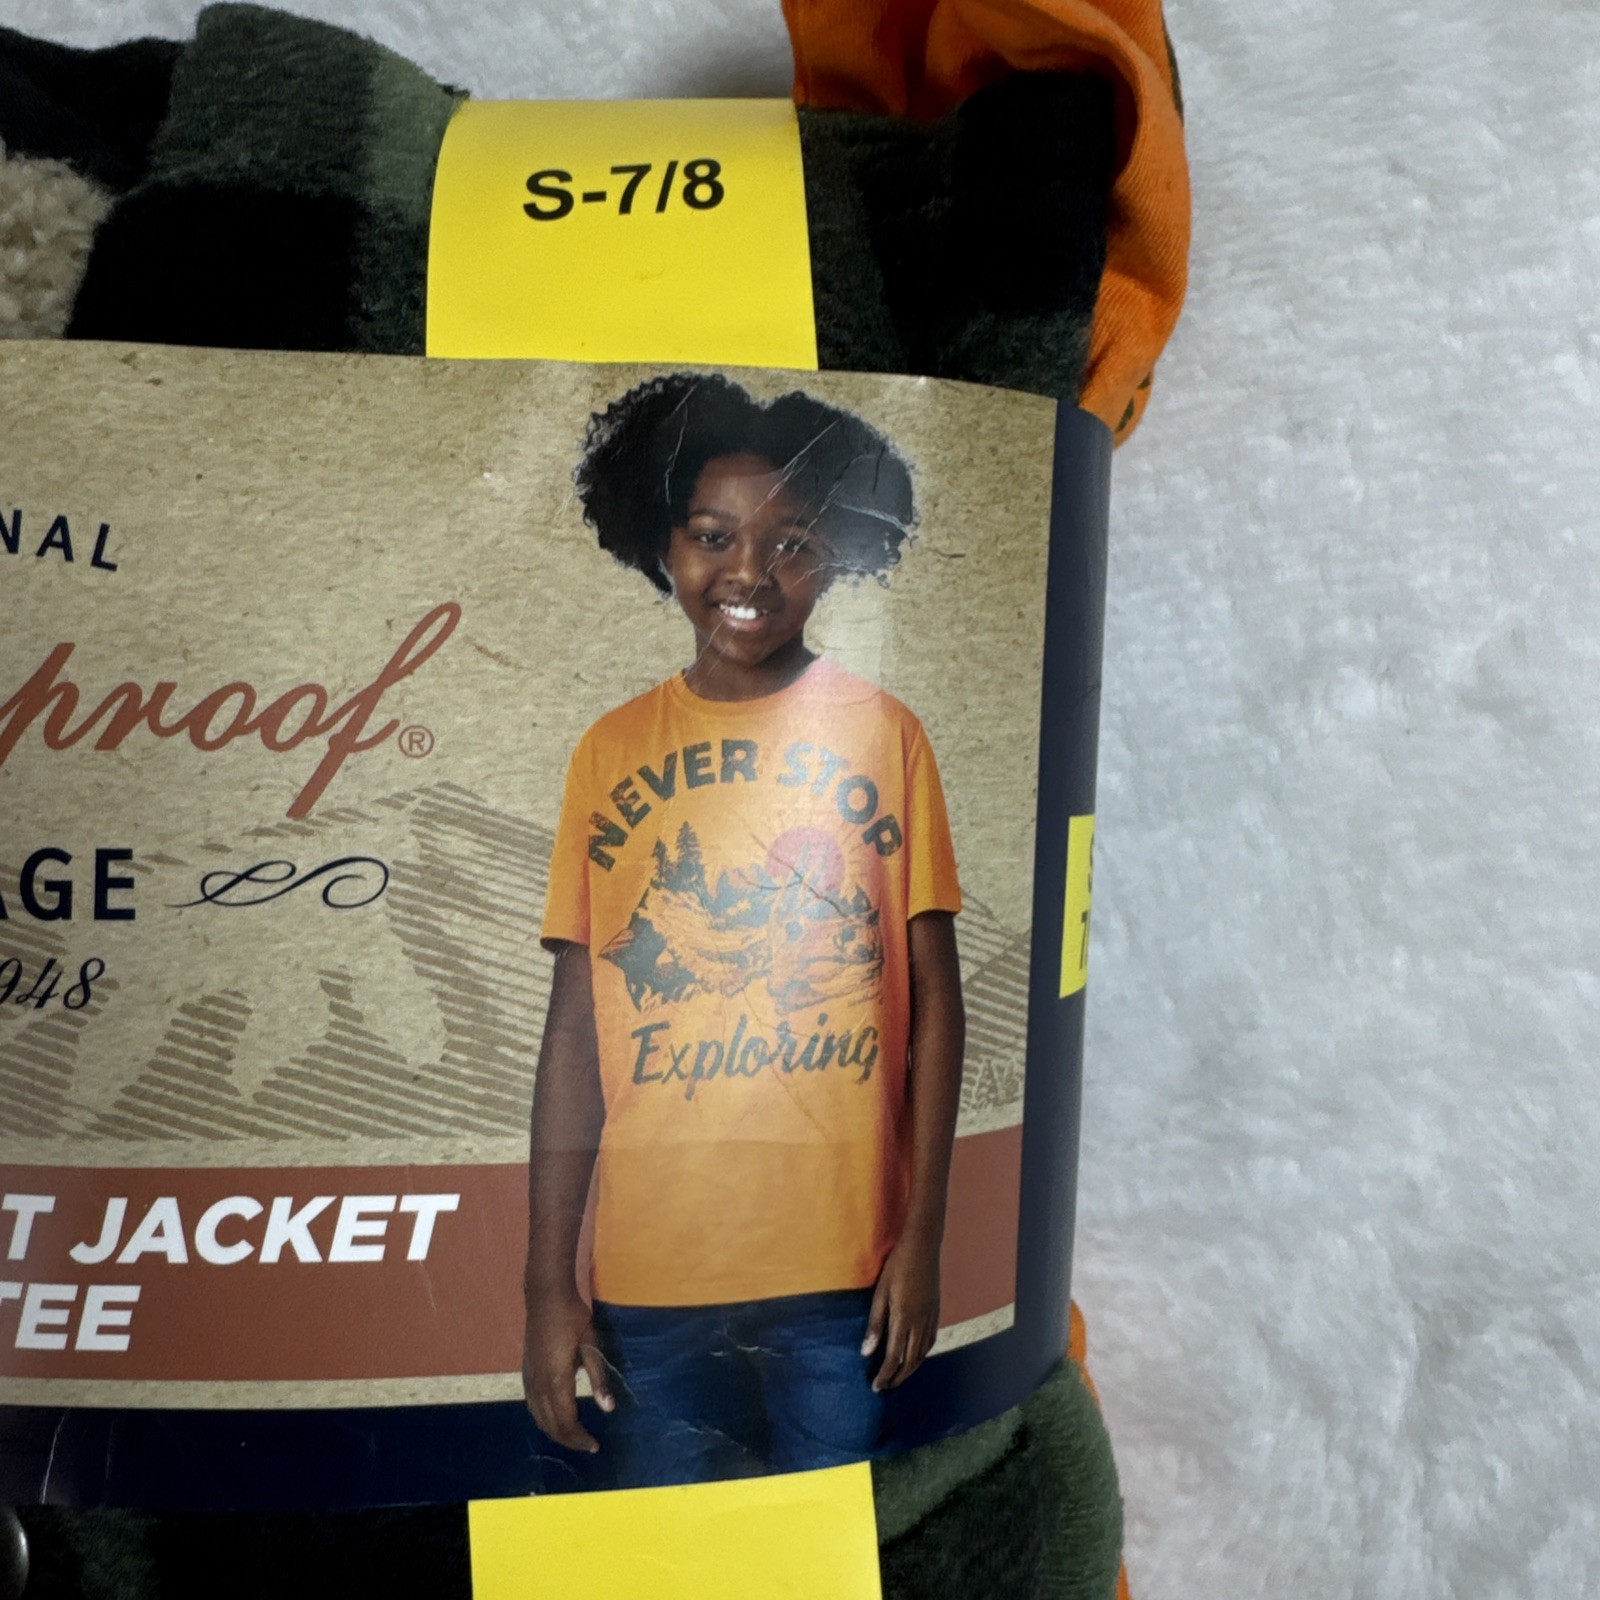 S-7/8
NAL
proof®
AGE
948
T JACKET
TEE
NEVER STOP
Exploring